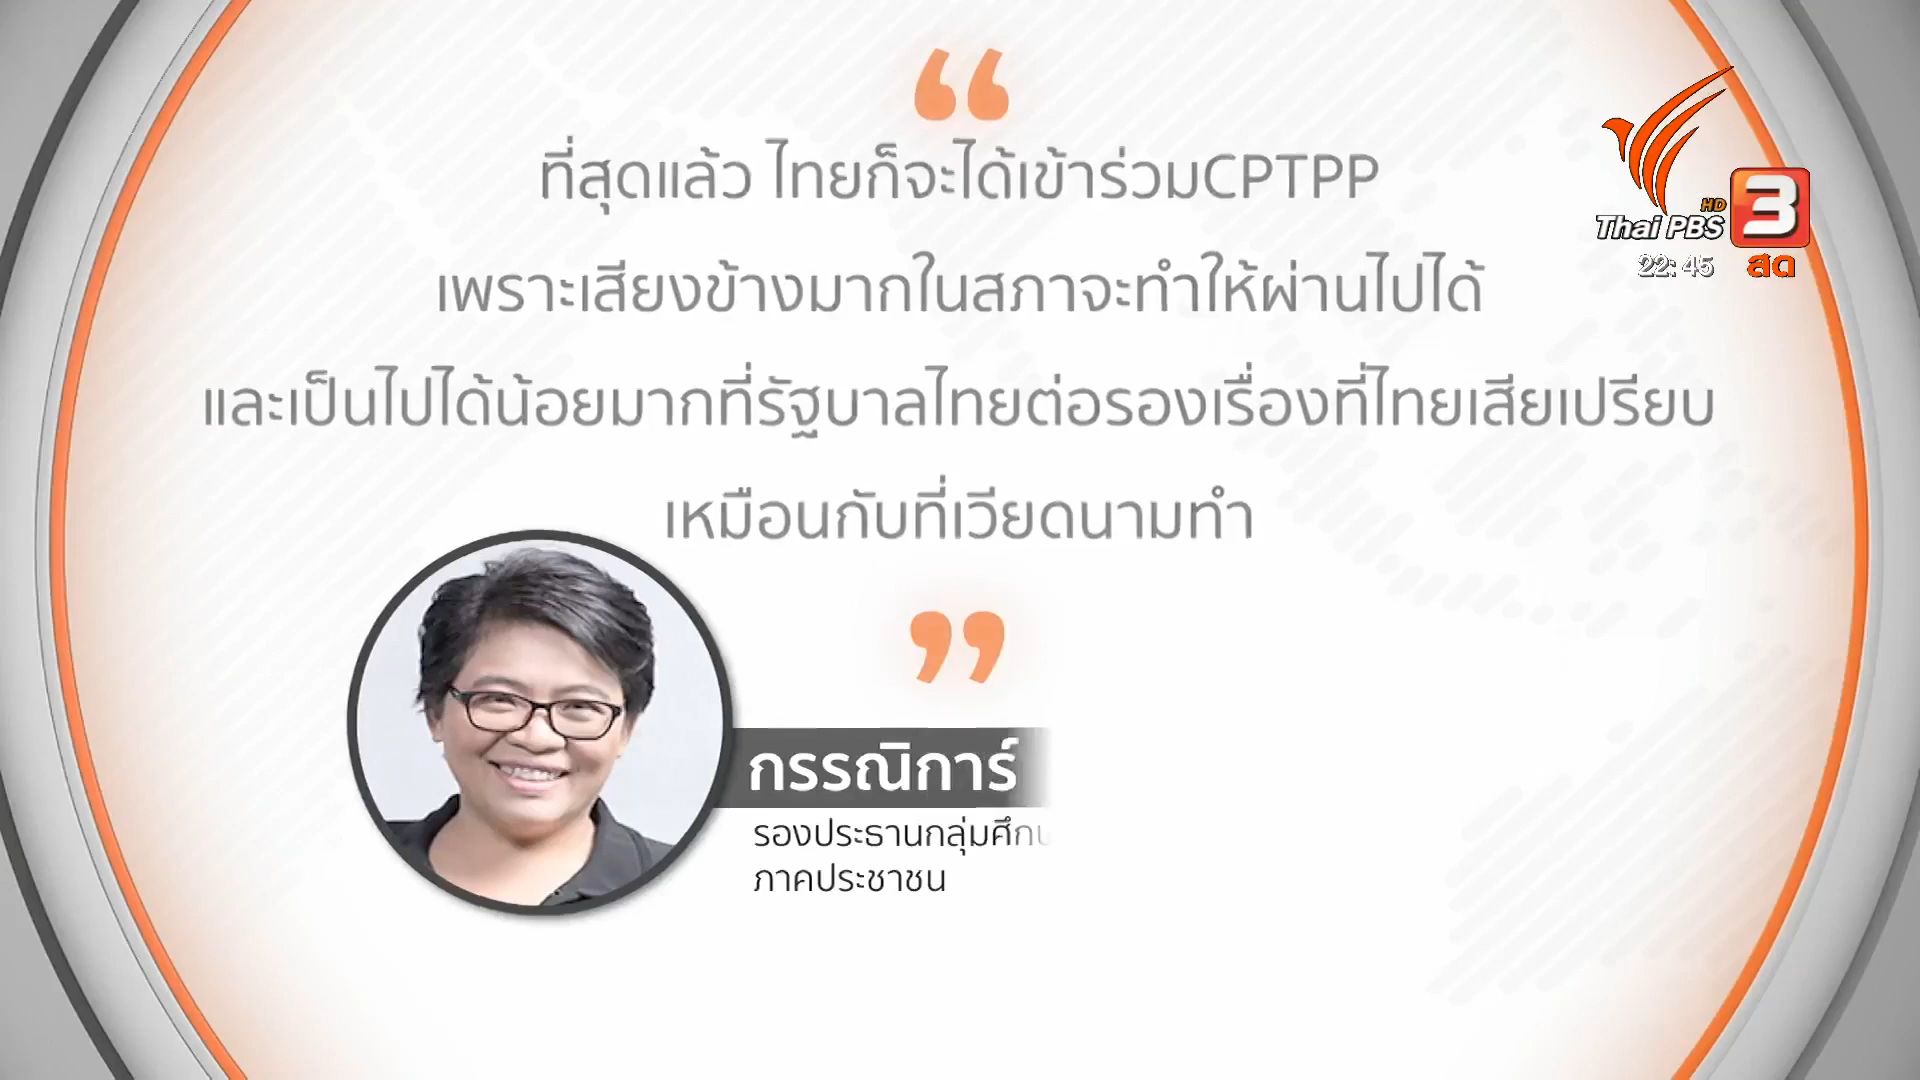 ที่สุดแล้ว ไทยก็จะได้เข้าร่วมCPTPP
เพราะเสียงข้างมากในสภาจะทำให้ผ่านไปได้
และเป็นไปได้น้อยมากที่รัฐบาลไทยต่อรองเรื่องที่ไทยเสียเปรียบ
เหมือนกับที่เวียดนามทำ
HD
Thai PBS 3
22:45 สด
กรรณิการ์
รองประธานกลุ่มศึกษ
ภาคประชาชน